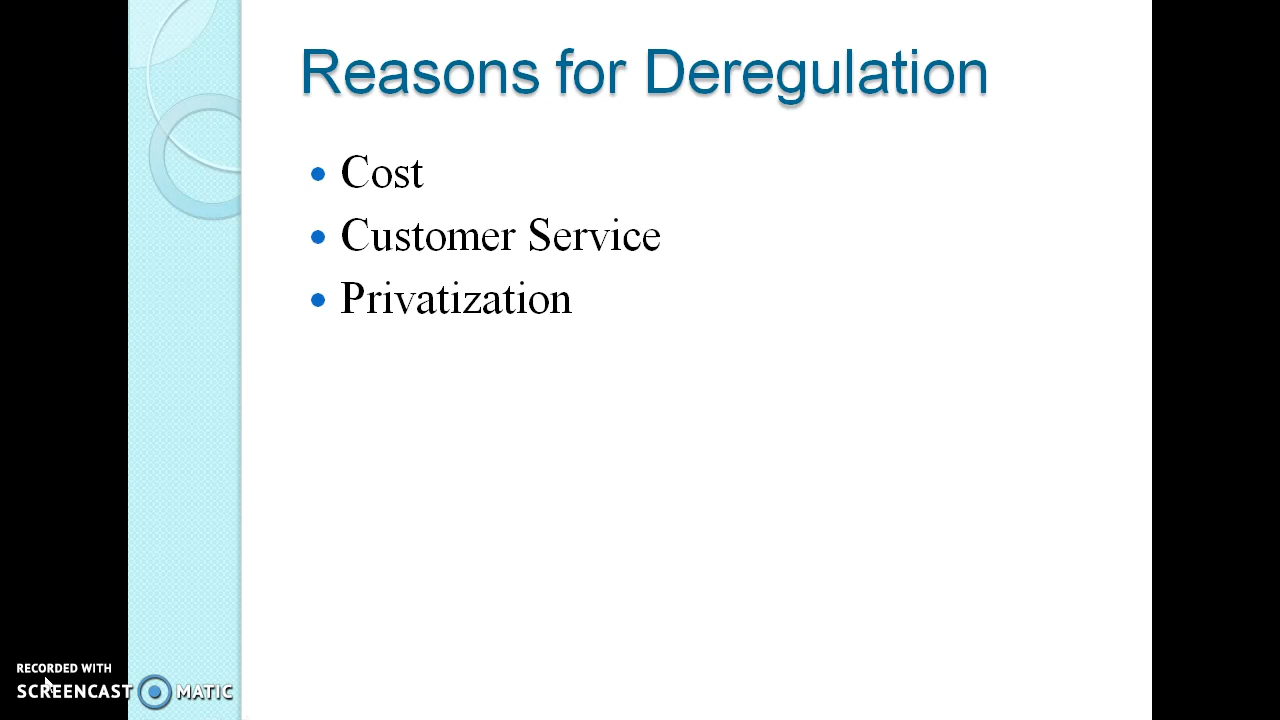 Reasons for Deregulation
Cost
Customer Service
Privatization
RECORDED WITH
SCREENCAST MATIC